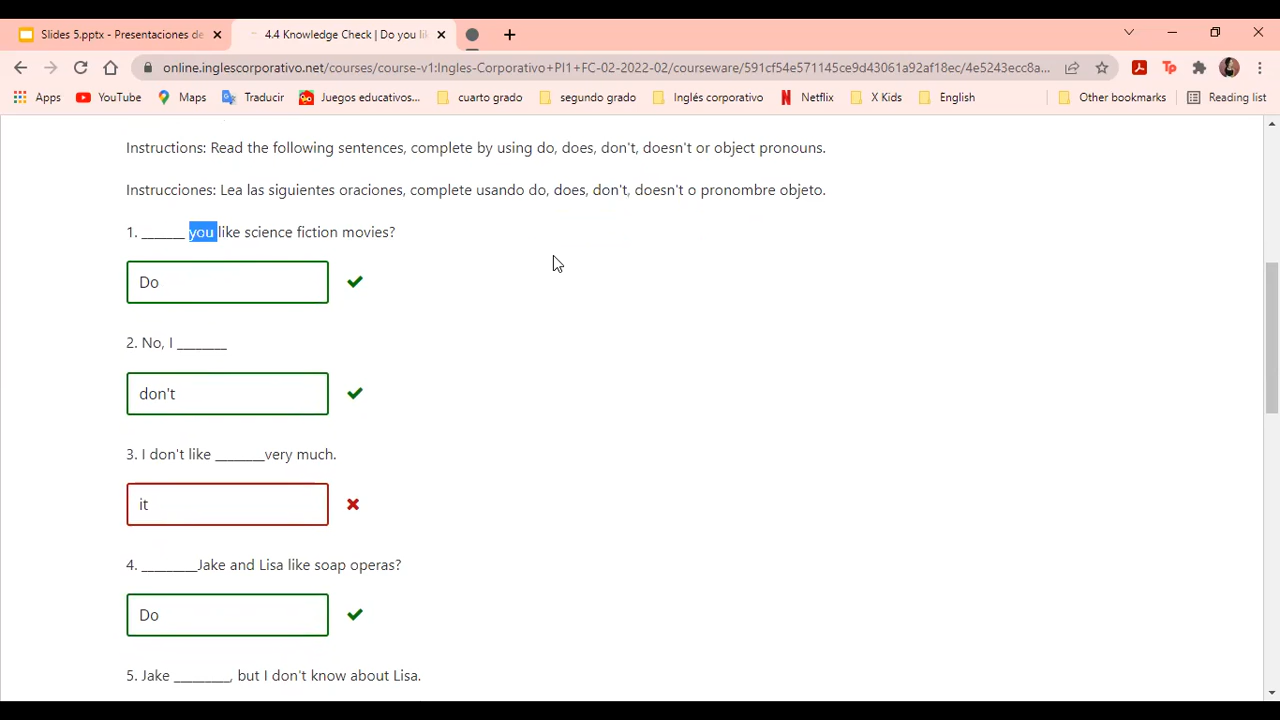 Slides 5.pptx - Presentaciones de
4.4 Knowledge Check | Do you li
online.inglescorporativo.net/courses/course-v1:Ingles-Corporativo+PI1+FC-02-2022-02/courseware/591cf54e571145ce9d43061a92af18ec/4e5243ecc8a...
Apps YouTube Maps Traducir Juegos educativos... cuarto grado segundo grado Inglés corporativo Netflix X Kids English Other bookmarks Reading list
Instructions: Read the following sentences, complete by using do, does, don't, doesn't or object pronouns.
Instrucciones: Lea las siguientes oraciones, complete usando do, does, don't, doesn't o pronombre objeto.
1. ______ you like science fiction movies?
Do
2. No, I _______
don't
3. I don't like _______very much.
it
4. ________Jake and Lisa like soap operas?
Do
5. Jake ________, but I don't know about Lisa.